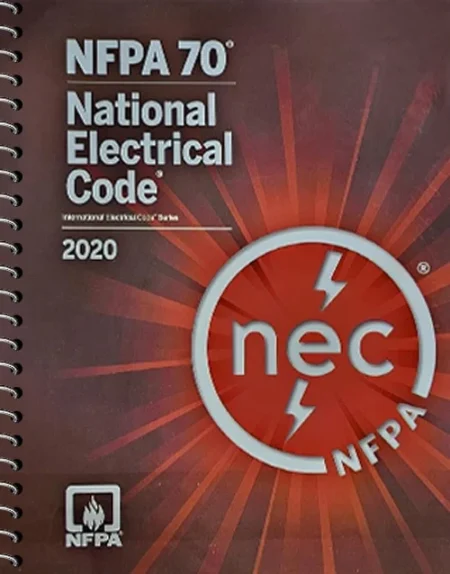 NFPA 70®
National
Electrical
Code®
International Electrical Code® Series
2020
®
nec
NFPA
NFPA®